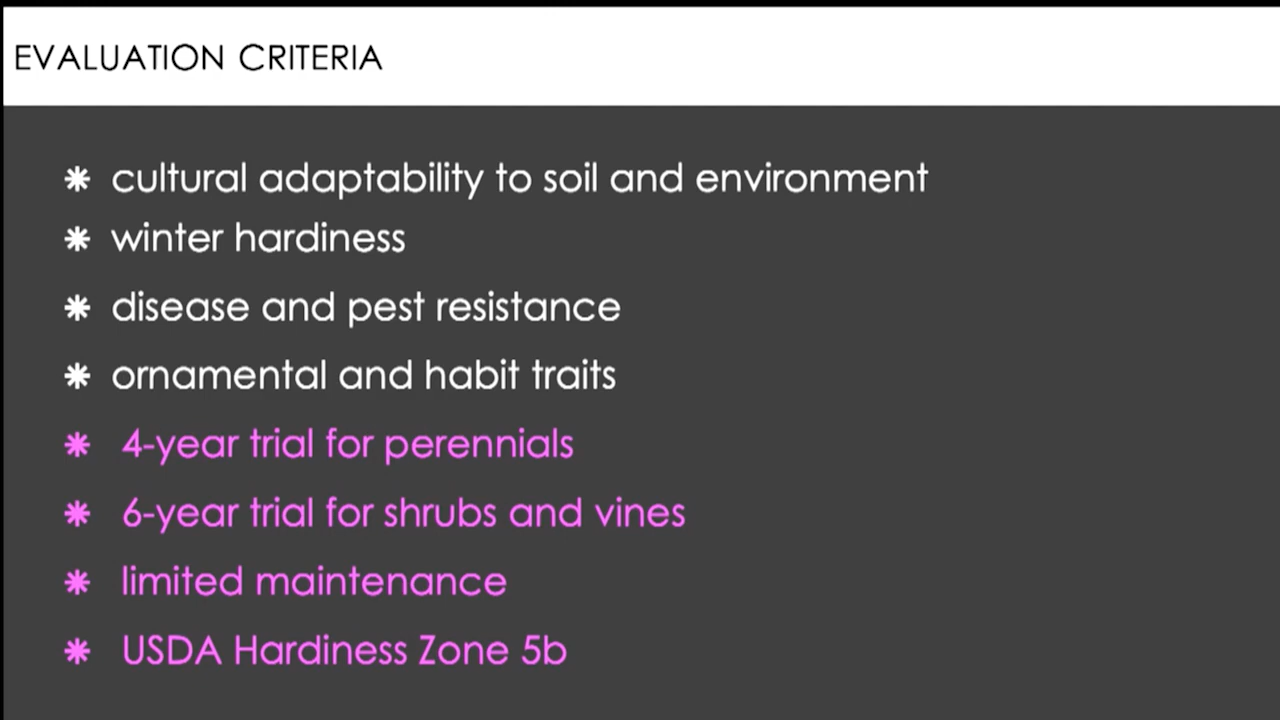 EVALUATION CRITERIA
* cultural adaptability to soil and environment
* winter hardiness
* disease and pest resistance
* ornamental and habit traits
* 4-year trial for perennials
* 6-year trial for shrubs and vines
* limited maintenance
* USDA Hardiness Zone 5b